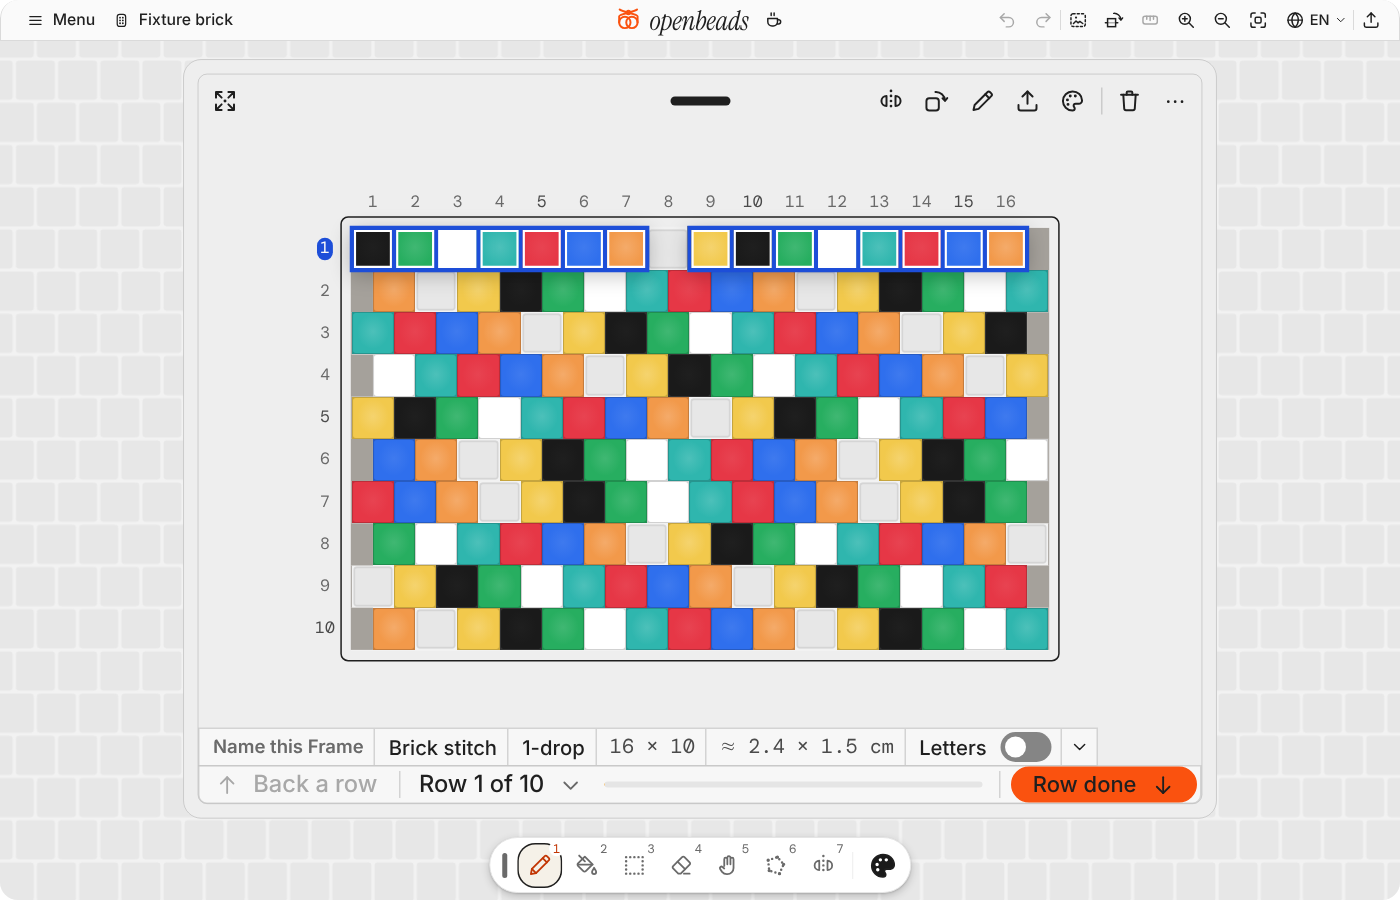 Menu Fixture brick openbeads EN
1 2 3 4 5 6 7 8 9 10 11 12 13 14 15 16
1
2
3
4
5
6
7
8
9
10
Name this Frame Brick stitch 1-drop 16 × 10 ≈ 2.4 × 1.5 cm Letters
Back a row Row 1 of 10 Row done
1 2 3 4 5 6 7